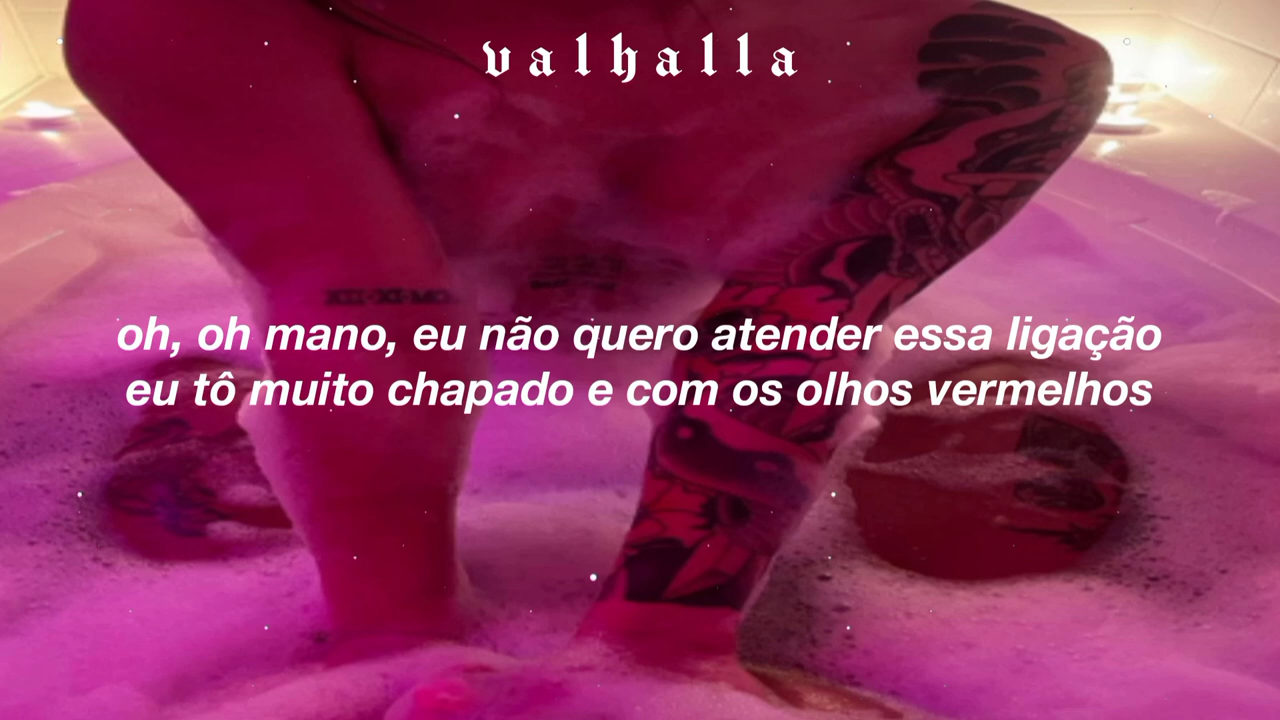 valhalla
oh, oh mano, eu não quero atender essa ligação
eu tô muito chapado e com os olhos vermelhos